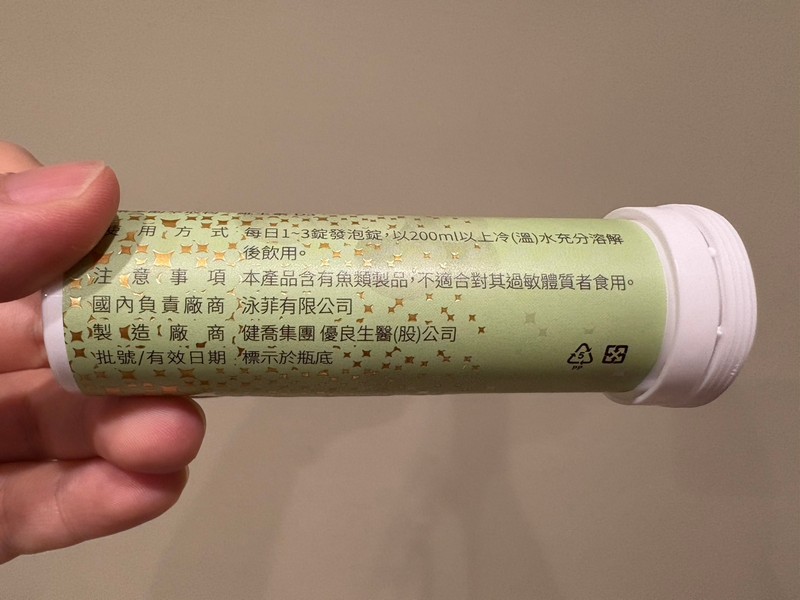 使用方式 每日1~3錠發泡錠,以200ml以上冷(溫)水充分溶解
後飲用。
注意事項 本產品含有魚類製品,不適合對其過敏體質者食用。
國內負責廠商 泳菲有限公司
製造廠商 健喬集團 優良生醫(股)公司
批號/有效日期 標示於瓶底
5
PP